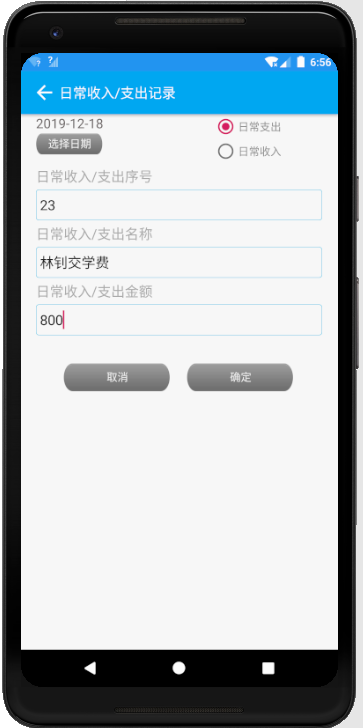 6:56
日常收入/支出记录
2019-12-18
日常支出
选择日期
日常收入
日常收入/支出序号
23
日常收入/支出名称
林钊交学费
日常收入/支出金额
800
取消
确定